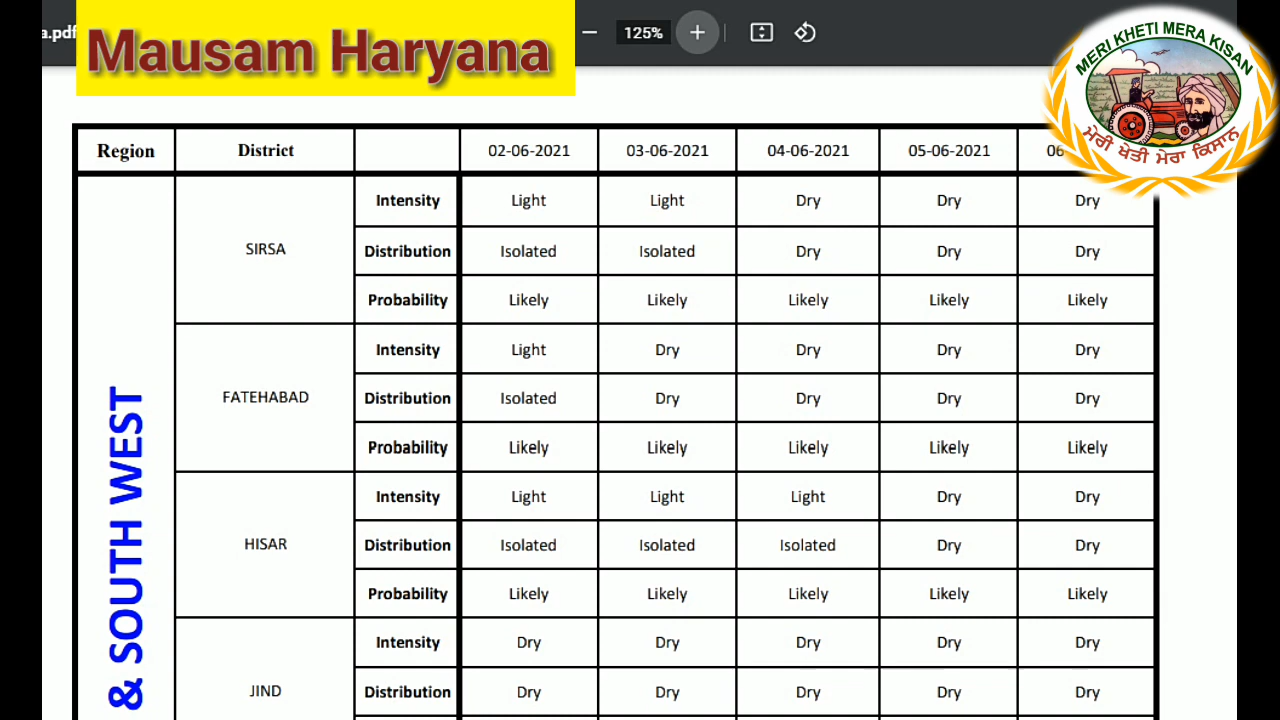 a.pdf
Mausam Haryana
125%
MERI KHETI MERA KISAN
ਮੇਰੀ ਖੇਤੀ ਮੇਰਾ ਕਿਸਾਨ
Region District 02-06-2021 03-06-2021 04-06-2021 05-06-2021 06
& SOUTH WEST
SIRSA
Intensity Light Light Dry Dry Dry
Distribution Isolated Isolated Dry Dry Dry
Probability Likely Likely Likely Likely Likely
FATEHABAD
Intensity Light Dry Dry Dry Dry
Distribution Isolated Dry Dry Dry Dry
Probability Likely Likely Likely Likely Likely
HISAR
Intensity Light Light Light Dry Dry
Distribution Isolated Isolated Isolated Dry Dry
Probability Likely Likely Likely Likely Likely
JIND
Intensity Dry Dry Dry Dry Dry
Distribution Dry Dry Dry Dry Dry